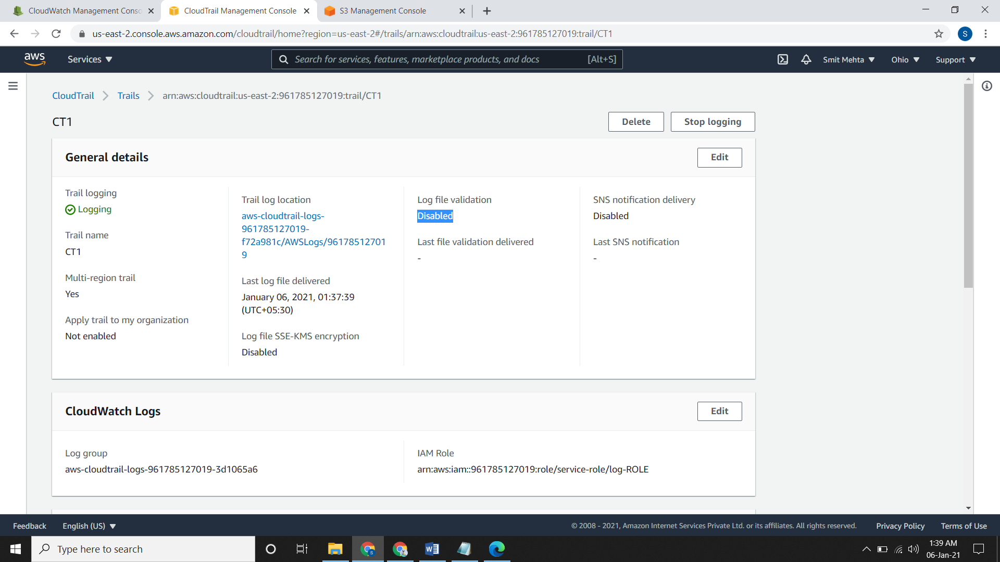 CloudWatch Management Conso
CloudTrail Management Console
S3 Management Console
us-east-2.console.aws.amazon.com/cloudtrail/home?region=us-east-2#/trails/arn:aws:cloudtrail:us-east-2:961785127019:trail/CT1
S
aws
Services
Search for services, features, marketplace products, and docs
[Alt+S]
Smit Mehta
Ohio
Support
CloudTrail
Trails
arn:aws:cloudtrail:us-east-2:961785127019:trail/CT1
CT1
Delete
Stop logging
General details
Edit
Trail logging
Logging
Trail name
CT1
Multi-region trail
Yes
Apply trail to my organization
Not enabled
Trail log location
aws-cloudtrail-logs-
961785127019-
f72a981c/AWSLogs/96178512701
9
Last log file delivered
January 06, 2021, 01:37:39
(UTC+05:30)
Log file SSE-KMS encryption
Disabled
Log file validation
Disabled
Last file validation delivered
-
SNS notification delivery
Disabled
Last SNS notification
-
CloudWatch Logs
Edit
Log group
aws-cloudtrail-logs-961785127019-3d1065a6
IAM Role
arn:aws:iam::961785127019:role/service-role/log-ROLE
Feedback
English (US)
© 2008 - 2021, Amazon Internet Services Private Ltd. or its affiliates. All rights reserved.
Privacy Policy
Terms of Use
Type here to search
1:39 AM
06-Jan-21